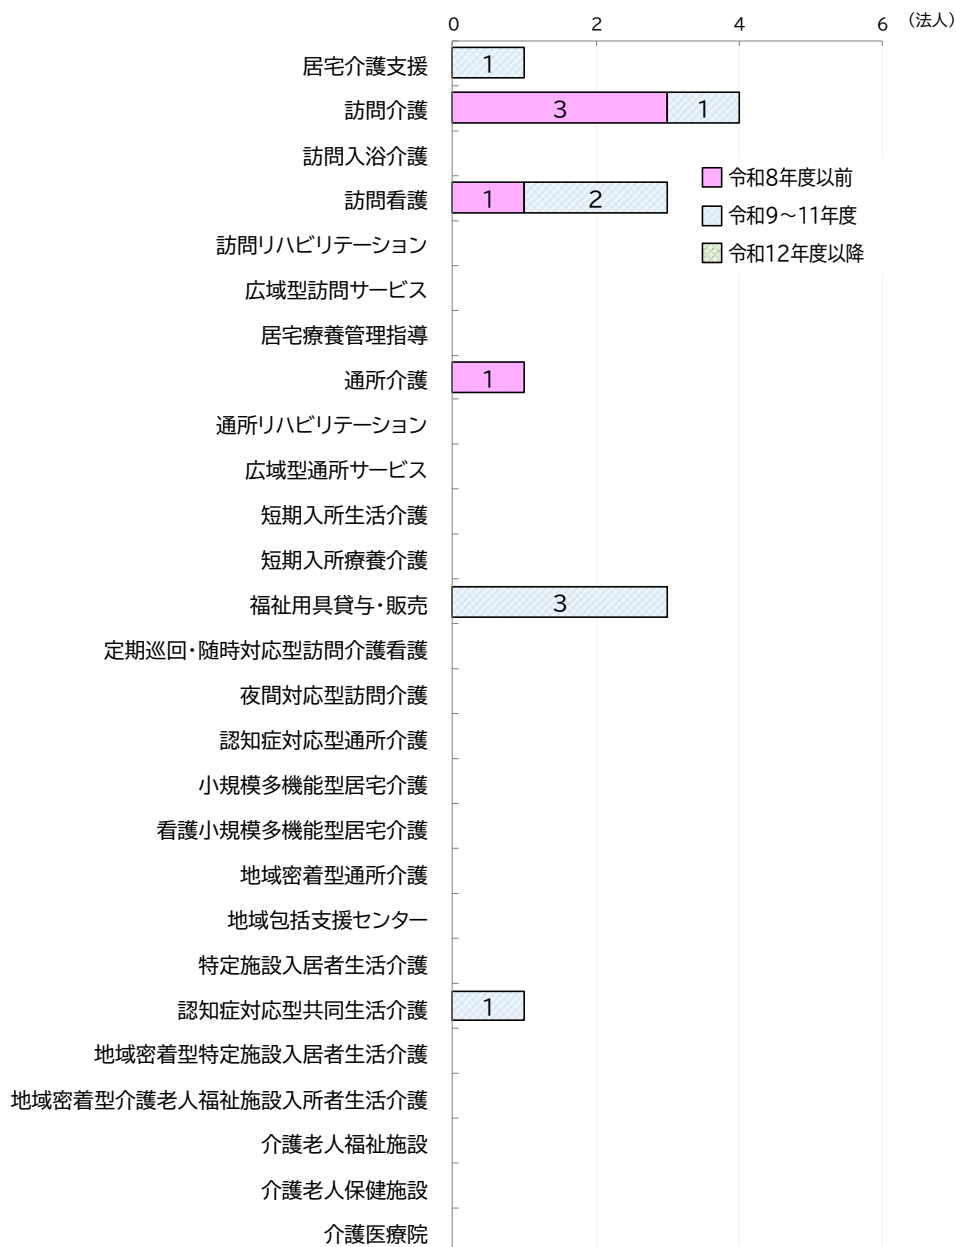 0 2 4 6 （法人）
居宅介護支援 1
訪問介護 3 1
訪問入浴介護
令和8年度以前
訪問看護 1 2
令和9～11年度
訪問リハビリテーション
令和12年度以降
広域型訪問サービス
居宅療養管理指導
通所介護 1
通所リハビリテーション
広域型通所サービス
短期入所生活介護
短期入所療養介護
福祉用具貸与・販売 3
定期巡回・随時対応型訪問介護看護
夜間対応型訪問介護
認知症対応型通所介護
小規模多機能型居宅介護
看護小規模多機能型居宅介護
地域密着型通所介護
地域包括支援センター
特定施設入居者生活介護
認知症対応型共同生活介護 1
地域密着型特定施設入居者生活介護
地域密着型介護老人福祉施設入所者生活介護
介護老人福祉施設
介護老人保健施設
介護医療院